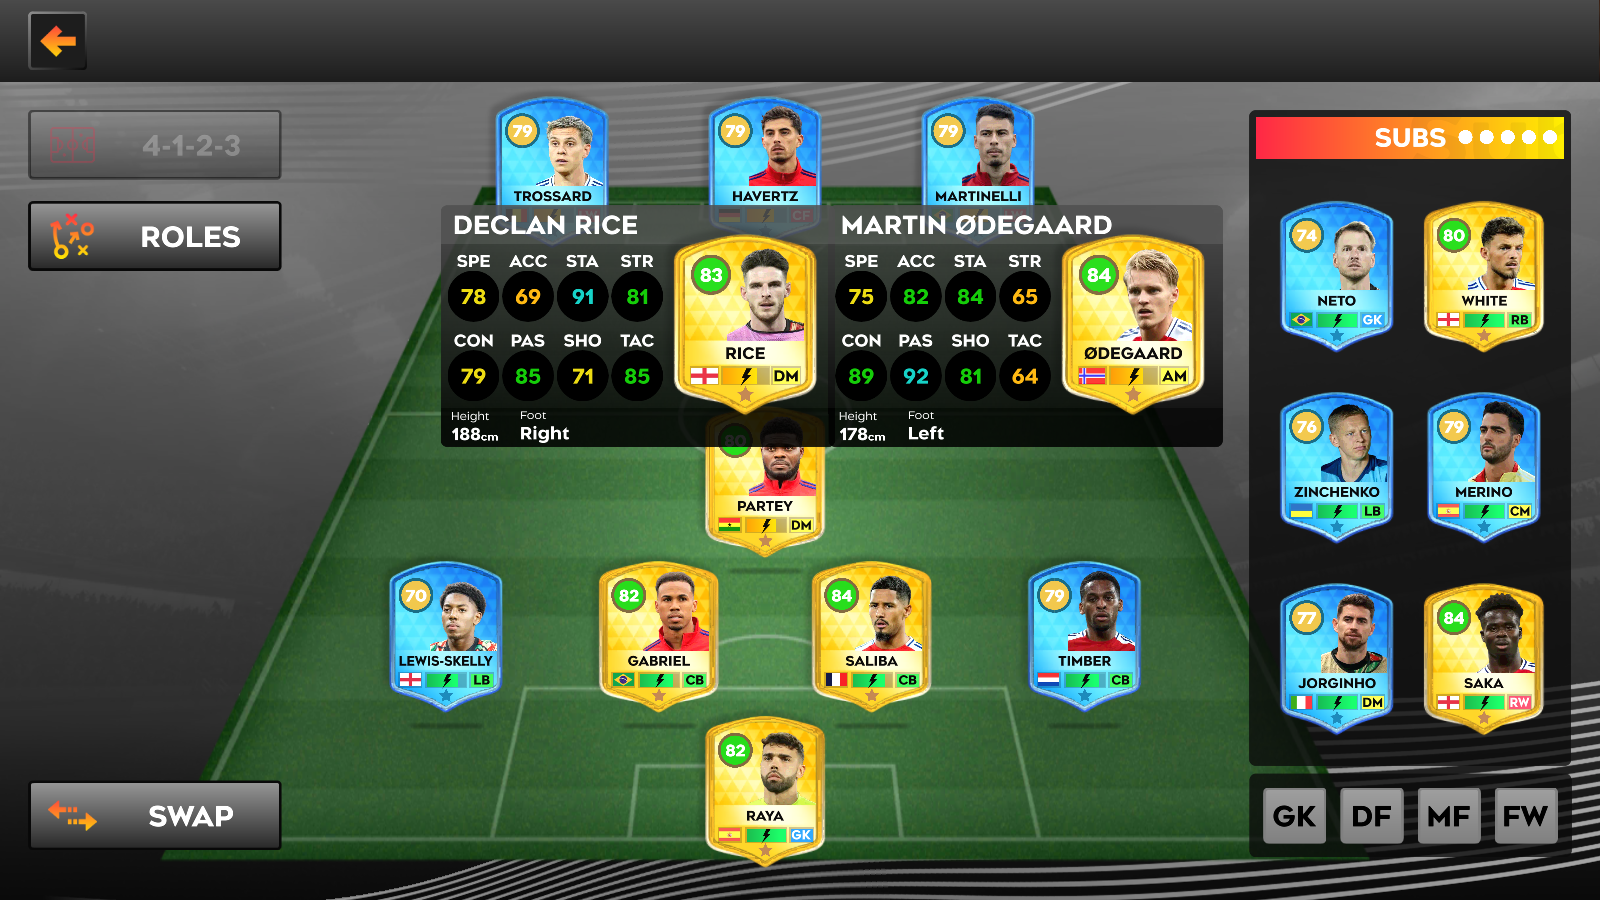 4-1-2-3
ROLES
SWAP
79
TROSSARD
79
HAVERTZ
CF
79
MARTINELLI
DECLAN RICE
SPE ACC STA STR
78 69 91 81
CON PAS SHO TAC
79 85 71 85
Height Foot
188cm Right
83
RICE
DM
MARTIN ØDEGAARD
SPE ACC STA STR
75 82 84 65
CON PAS SHO TAC
89 92 81 64
Height Foot
178cm Left
84
ØDEGAARD
AM
80
PARTEY
DM
70
LEWIS-SKELLY
LB
82
GABRIEL
CB
84
SALIBA
CB
79
TIMBER
CB
82
RAYA
GK
SUBS
74
NETO
GK
80
WHITE
RB
76
ZINCHENKO
LB
79
MERINO
CM
77
JORGINHO
DM
84
SAKA
RW
GK DF MF FW